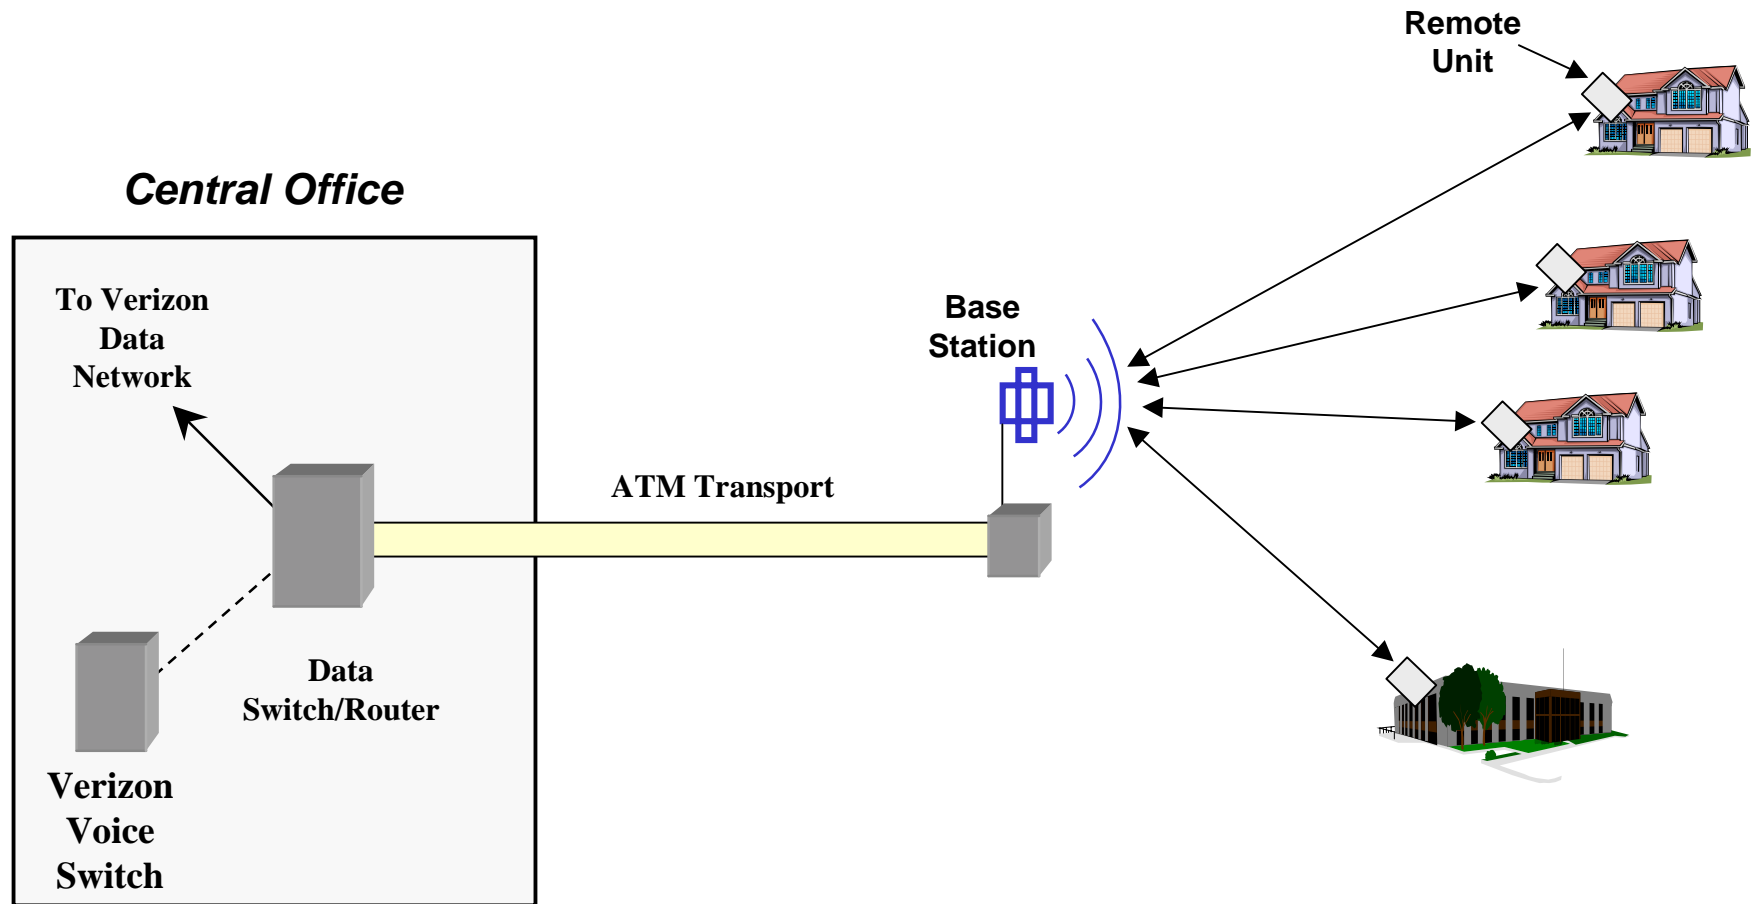 Remote
Unit
Central Office
To Verizon
Data
Network
Base
Station
ATM Transport
Data
Switch/Router
Verizon
Voice
Switch